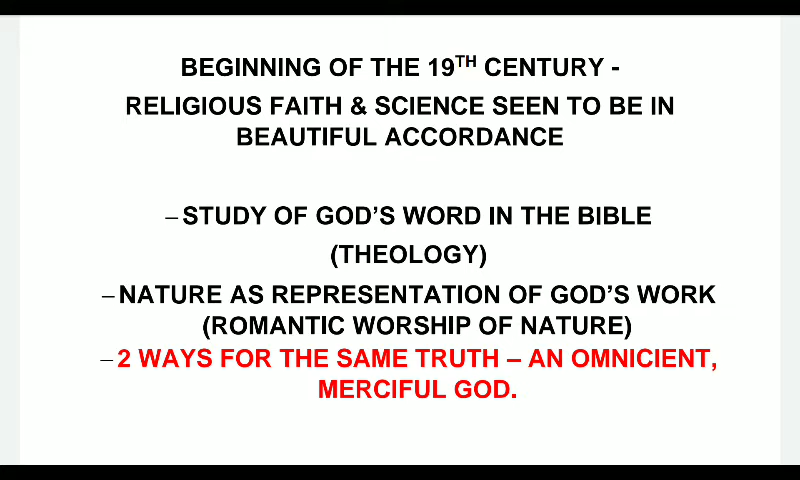 BEGINNING OF THE 19TH CENTURY -
RELIGIOUS FAITH & SCIENCE SEEN TO BE IN
BEAUTIFUL ACCORDANCE
–STUDY OF GOD'S WORD IN THE BIBLE
(THEOLOGY)
–NATURE AS REPRESENTATION OF GOD'S WORK
(ROMANTIC WORSHIP OF NATURE)
–2 WAYS FOR THE SAME TRUTH – AN OMNICIENT,
MERCIFUL GOD.